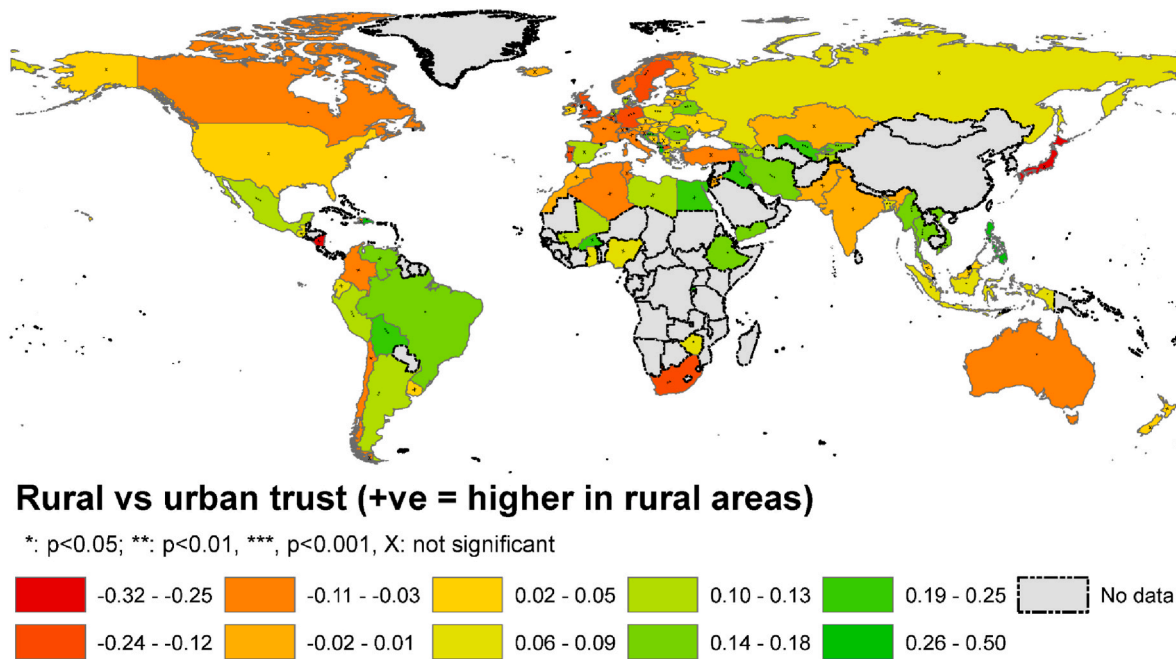 Rural vs urban trust (+ve = higher in rural areas)
*: p<0.05; **: p<0.01, ***, p<0.001, X: not significant
-0.32 - -0.25 -0.11 - -0.03 0.02 - 0.05 0.10 - 0.13 0.19 - 0.25 No data
-0.24 - -0.12 -0.02 - 0.01 0.06 - 0.09 0.14 - 0.18 0.26 - 0.50